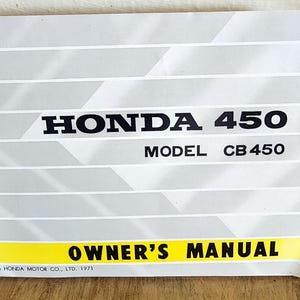 HONDA 450
MODEL CB450
OWNER'S MANUAL
HONDA MOTOR CO., LTD. 1971